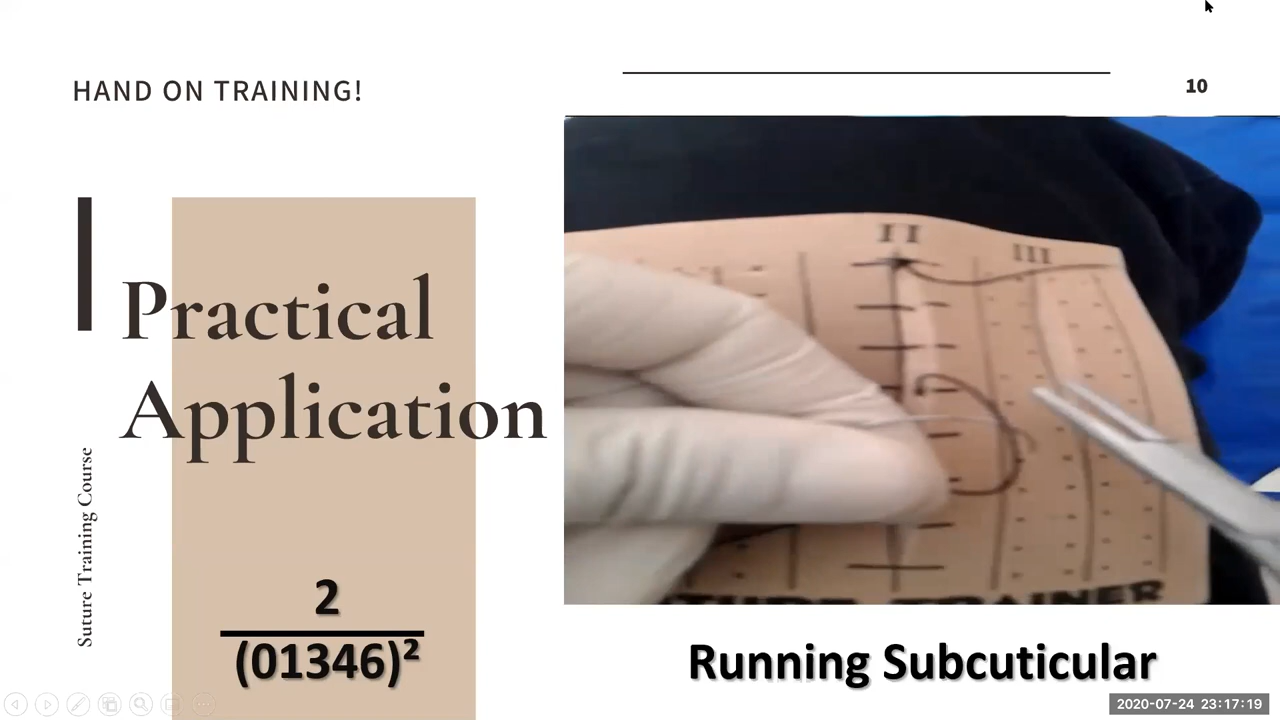 HAND ON TRAINING!
10
II
III
Practical
Application
Suture Training Course
2
(01346)²
TRAINER
Running Subcuticular
2020-07-24 23:17:19